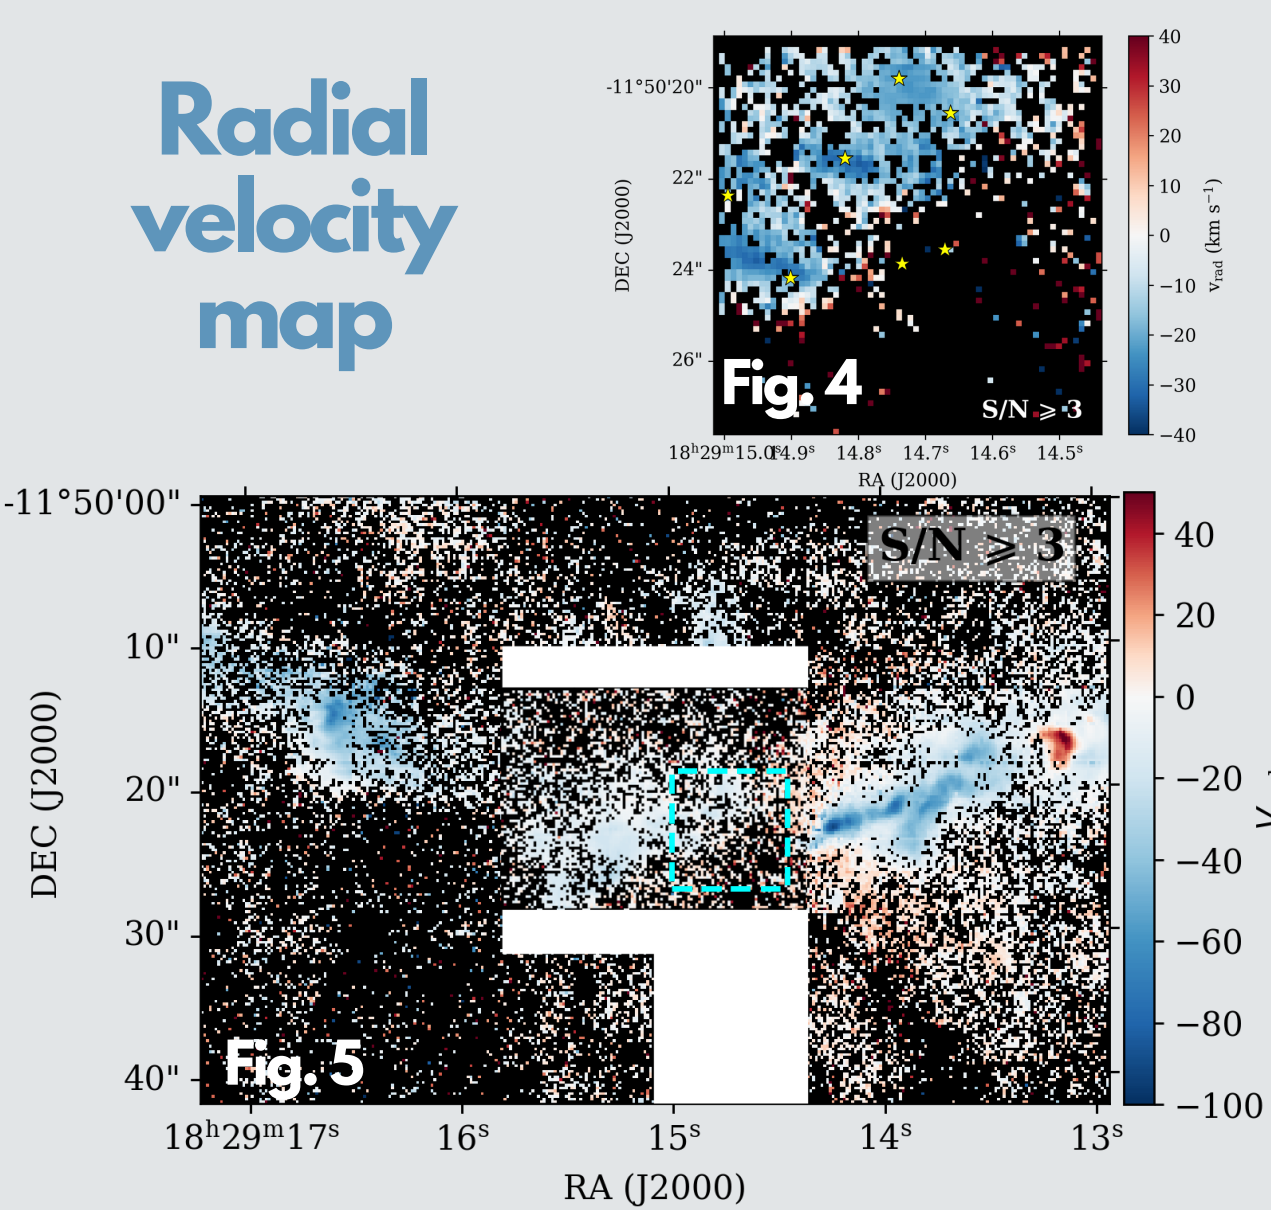 Radial
velocity
map
-11°50'20"
22"
24"
26"
DEC (J2000)
Fig. 4
S/N ⩾ 3
18ʰ29ᵐ15.0ˢ 14.9ˢ 14.8ˢ 14.7ˢ 14.6ˢ 14.5ˢ
RA (J2000)
40
30
20
10
0
−10
−20
−30
−40
v_rad (km s⁻¹)
-11°50'00"
10"
20"
30"
40"
DEC (J2000)
S/N ⩾ 3
Fig. 5
18ʰ29ᵐ17ˢ 16ˢ 15ˢ 14ˢ 13ˢ
RA (J2000)
40
20
0
−20
−40
−60
−80
−100